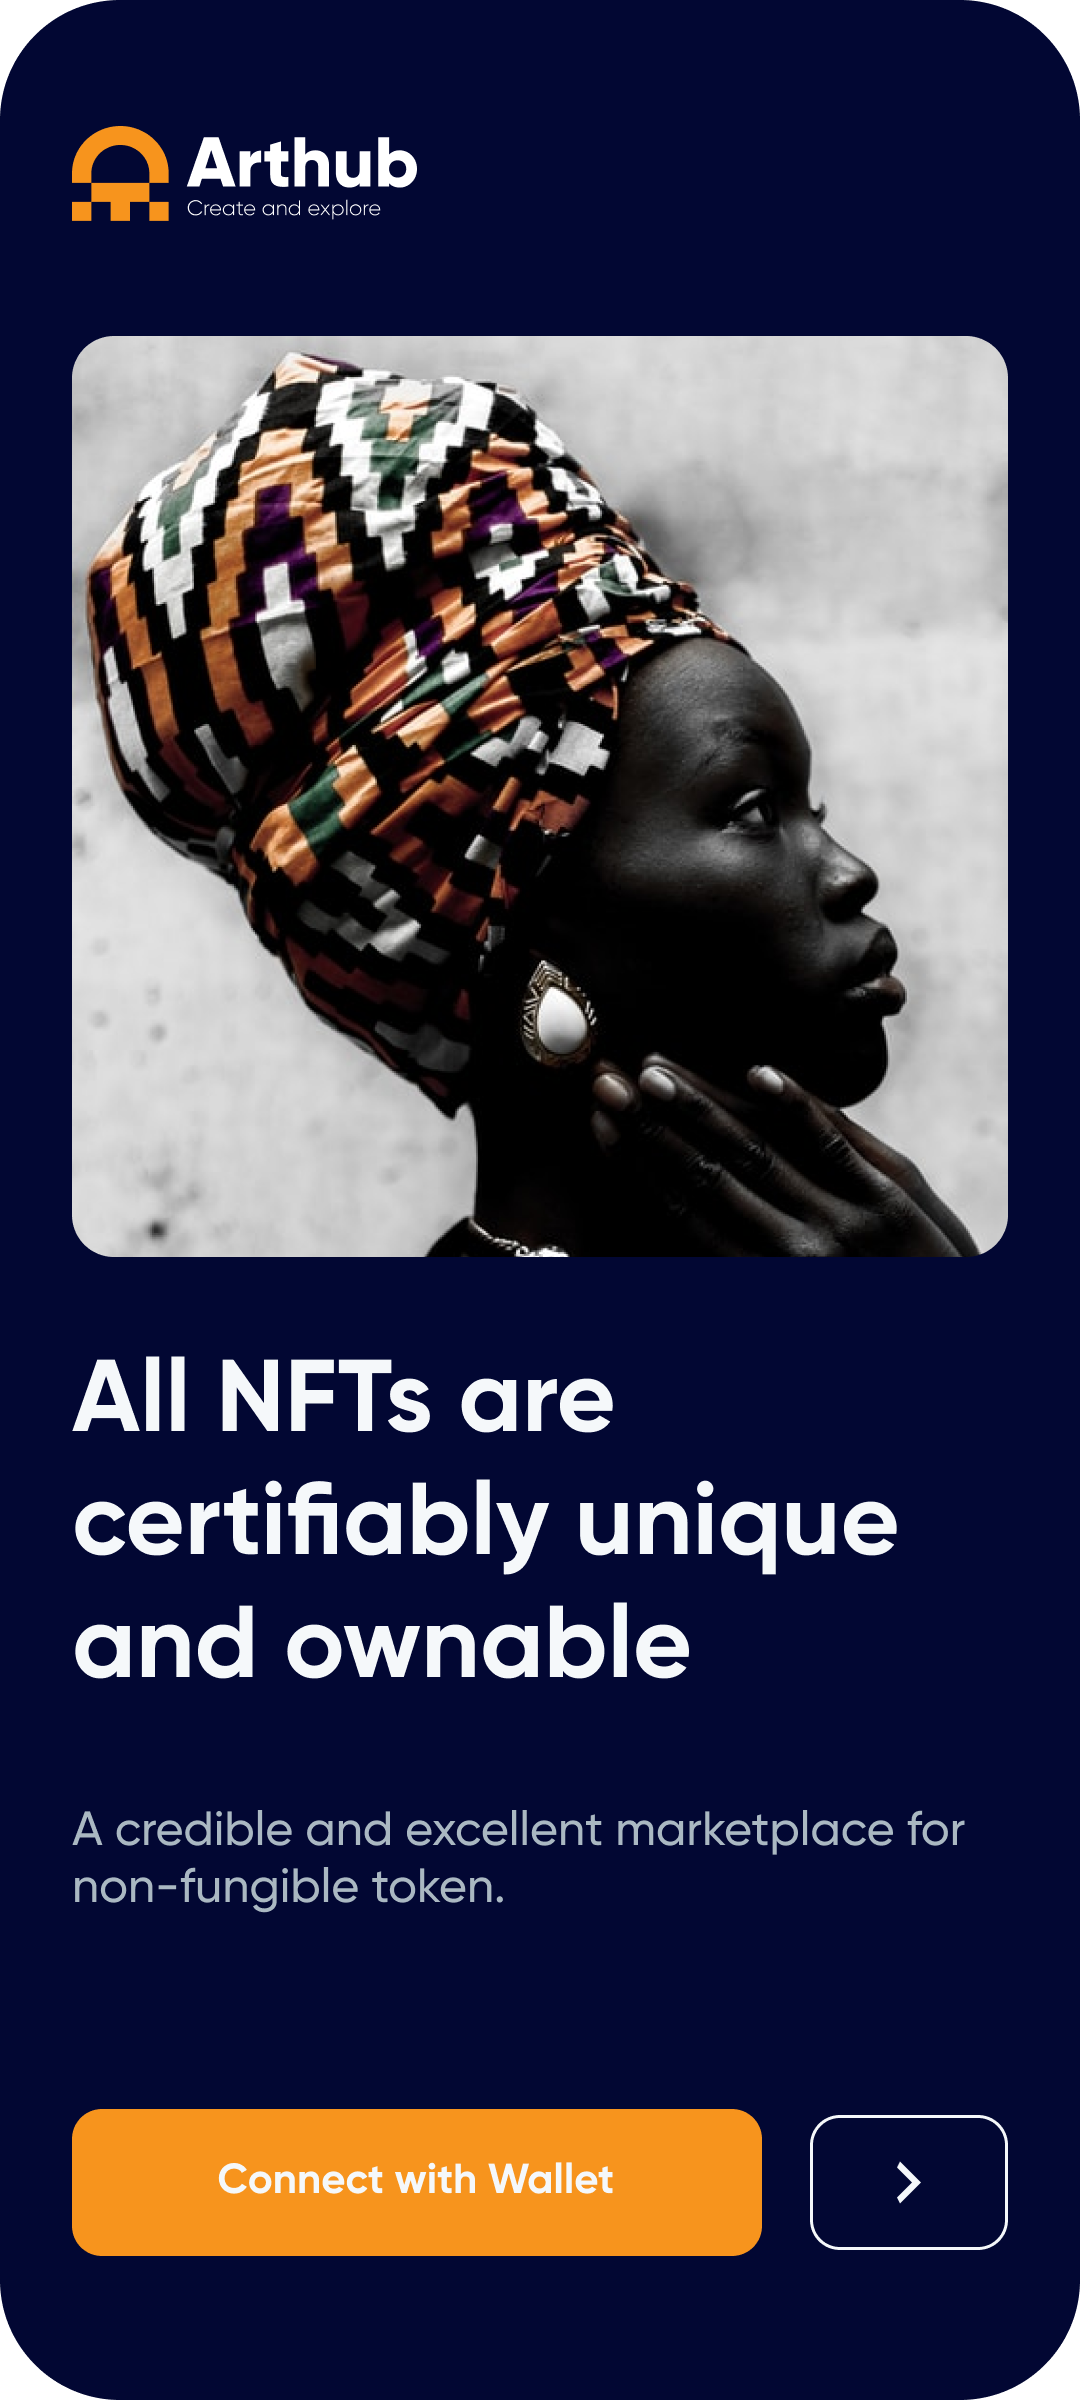 Arthub
Create and explore
All NFTs are
certifiably unique
and ownable
A credible and excellent marketplace for
non-fungible token.
Connect with Wallet